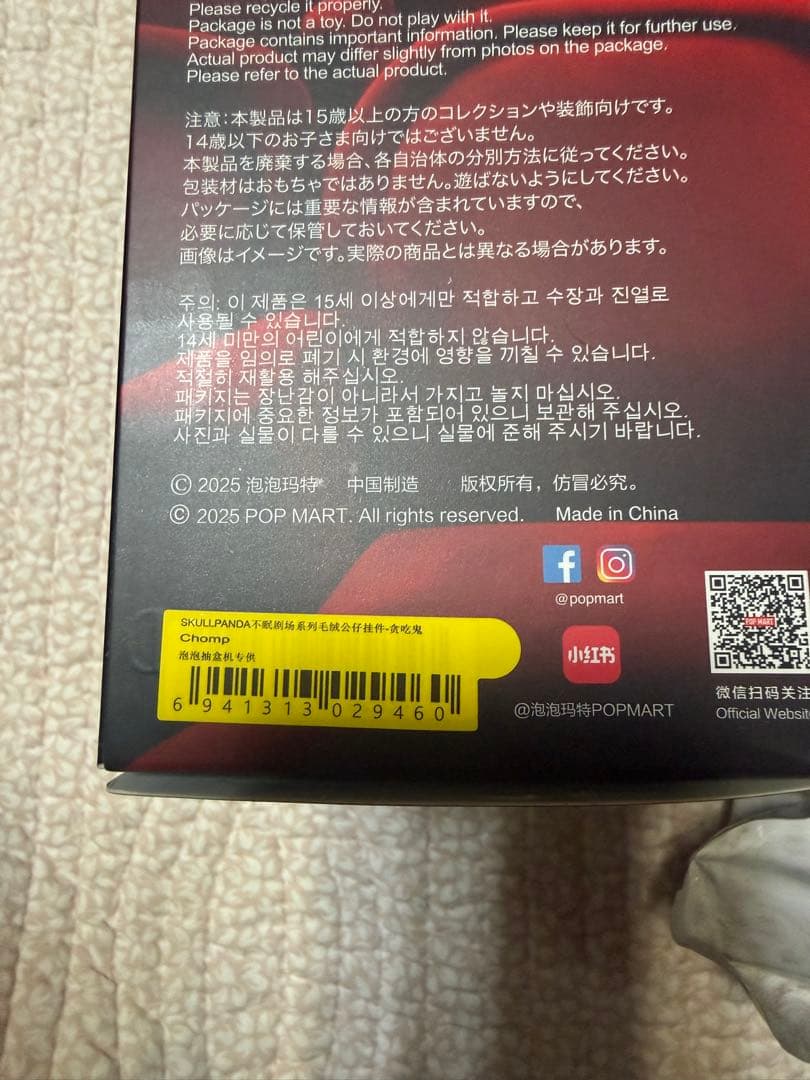 Please recycle it properly.
Package is not a toy. Do not play with it.
Package contains important information. Please keep it for further use.
Actual product may differ slightly from photos on the package.
Please refer to the actual product.
注意:本製品は15歳以上の方のコレクションや装飾向けです。
14歳以下のお子さま向けではございません。
本製品を廃棄する場合、各自治体の分別方法に従ってください。
包装材はおもちゃではありません。遊ばないようにしてください。
パッケージには重要な情報が含まれていますので、
必要に応じて保管しておいてください。
画像はイメージです。実際の商品とは異なる場合があります。
주의: 이 제품은 15세 이상에게만 적합하고 수장과 진열로
사용될 수 있습니다.
14세 미만의 어린이에게 적합하지 않습니다.
제품을 임의로 폐기 시 환경에 영향을 끼칠 수 있습니다.
적절히 재활용 해주십시오.
패키지는 장난감이 아니라서 가지고 놀지 마십시오.
패키지에 중요한 정보가 포함되어 있으니 보관해 주십시오.
사진과 실물이 다를 수 있으니 실물에 준해 주시기 바랍니다.
© 2025 泡泡玛特 中国制造 版权所有，仿冒必究。
© 2025 POP MART. All rights reserved. Made in China
@popmart
SKULLPANDA不眠剧场系列毛绒公仔挂件-贪吃鬼
Chomp
泡泡抽盒机专供
6 941313 029460
小红书
@泡泡玛特POPMART
POP MART
微信扫码关注
Official Website